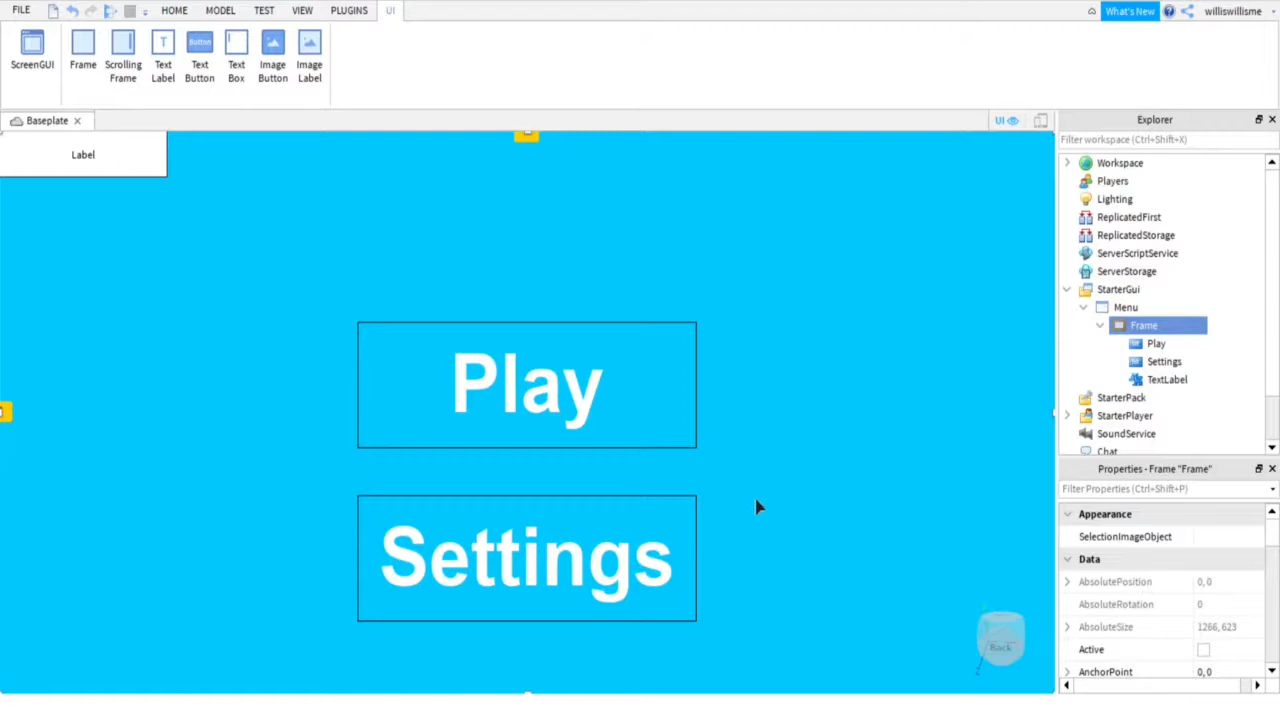 FILE HOME MODEL TEST VIEW PLUGINS UI What's New williswillisme
ScreenGUI Frame Scrolling Frame Text Label Button Text Button Text Box Image Button Image Label
Baseplate UI Explorer
Label
Filter workspace (Ctrl+Shift+X)
Workspace
Players
Lighting
ReplicatedFirst
ReplicatedStorage
ServerScriptService
ServerStorage
StarterGui
Menu
Frame
Play
Settings
TextLabel
StarterPack
StarterPlayer
SoundService
Chat
Play
Settings
Back
Z
Properties - Frame "Frame"
Filter Properties (Ctrl+Shift+P)
Appearance
SelectionImageObject
Data
AbsolutePosition 0, 0
AbsoluteRotation 0
AbsoluteSize 1266, 623
Active
AnchorPoint 0, 0